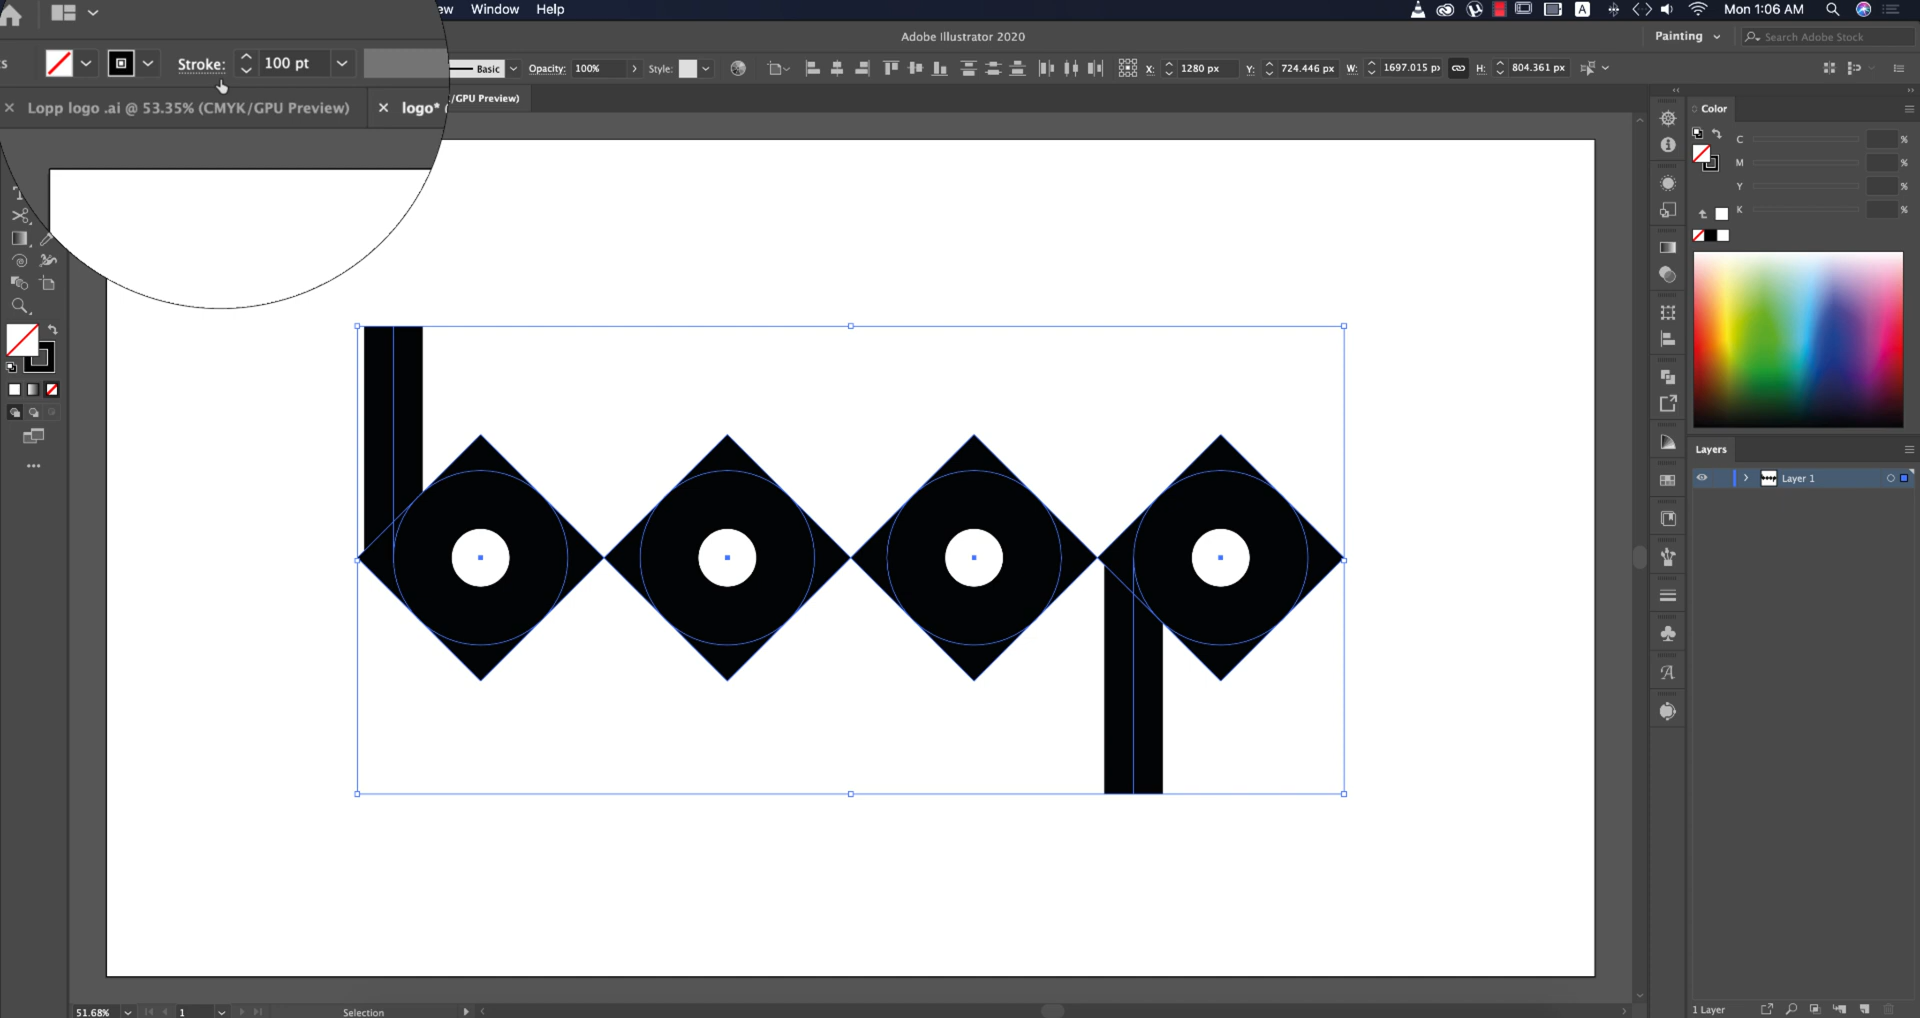 ew Window Help
A Mon 1:06 AM
Adobe Illustrator 2020
Painting Search Adobe Stock
s Stroke: 100 pt Basic Opacity: 100% Style: X: 1280 px Y: 724.446 px W: 1697.015 px H: 804.361 px
× Lopp logo .ai @ 53.35% (CMYK/GPU Preview) × logo* /GPU Preview)
Color
C %
M %
Y %
K %
Layers
Layer 1
51.68% 1 Selection
1 Layer